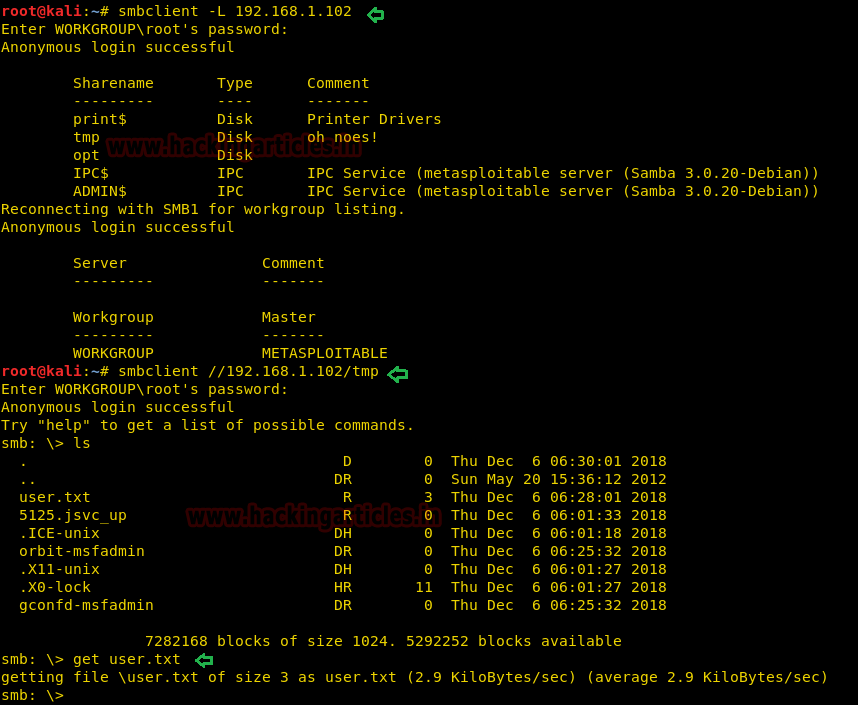 root@kali:~# smbclient -L 192.168.1.102
Enter WORKGROUP\root's password:
Anonymous login successful

        Sharename       Type      Comment
        ---------       ----      -------
        print$          Disk      Printer Drivers
        tmp             Disk      oh noes!
www.hackingarticles.in
        opt             Disk
        IPC$            IPC       IPC Service (metasploitable server (Samba 3.0.20-Debian))
        ADMIN$          IPC       IPC Service (metasploitable server (Samba 3.0.20-Debian))
Reconnecting with SMB1 for workgroup listing.
Anonymous login successful

        Server               Comment
        ---------            -------

        Workgroup            Master
        ---------            -------
        WORKGROUP            METASPLOITABLE
root@kali:~# smbclient //192.168.1.102/tmp
Enter WORKGROUP\root's password:
Anonymous login successful
Try "help" to get a list of possible commands.
smb: \> ls
  .                                   D        0  Thu Dec  6 06:30:01 2018
  ..                                 DR        0  Sun May 20 15:36:12 2012
  user.txt                            R        3  Thu Dec  6 06:28:01 2018
  5125.jsvc_up                        R        0  Thu Dec  6 06:01:33 2018
www.hackingarticles.in
  .ICE-unix                          DH        0  Thu Dec  6 06:01:18 2018
  orbit-msfadmin                     DR        0  Thu Dec  6 06:25:32 2018
  .X11-unix                          DH        0  Thu Dec  6 06:01:27 2018
  .X0-lock                           HR       11  Thu Dec  6 06:01:27 2018
  gconfd-msfadmin                    DR        0  Thu Dec  6 06:25:32 2018

                7282168 blocks of size 1024. 5292252 blocks available
smb: \> get user.txt
getting file \user.txt of size 3 as user.txt (2.9 KiloBytes/sec) (average 2.9 KiloBytes/sec)
smb: \>